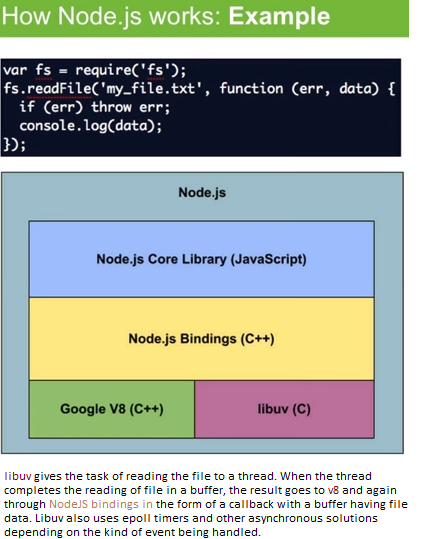 How Node.js works: Example
var fs = require('fs');
fs.readFile('my_file.txt', function (err, data) {
if (err) throw err;
console.log(data);
});
Node.js
Node.js Core Library (JavaScript)
Node.js Bindings (C++)
Google V8 (C++)
libuv (C)
libuv gives the task of reading the file to a thread. When the thread
completes the reading of file in a buffer, the result goes to v8 and again
through NodeJS bindings in the form of a callback with a buffer having file
data. Libuv also uses epoll timers and other asynchronous solutions
depending on the kind of event being handled.